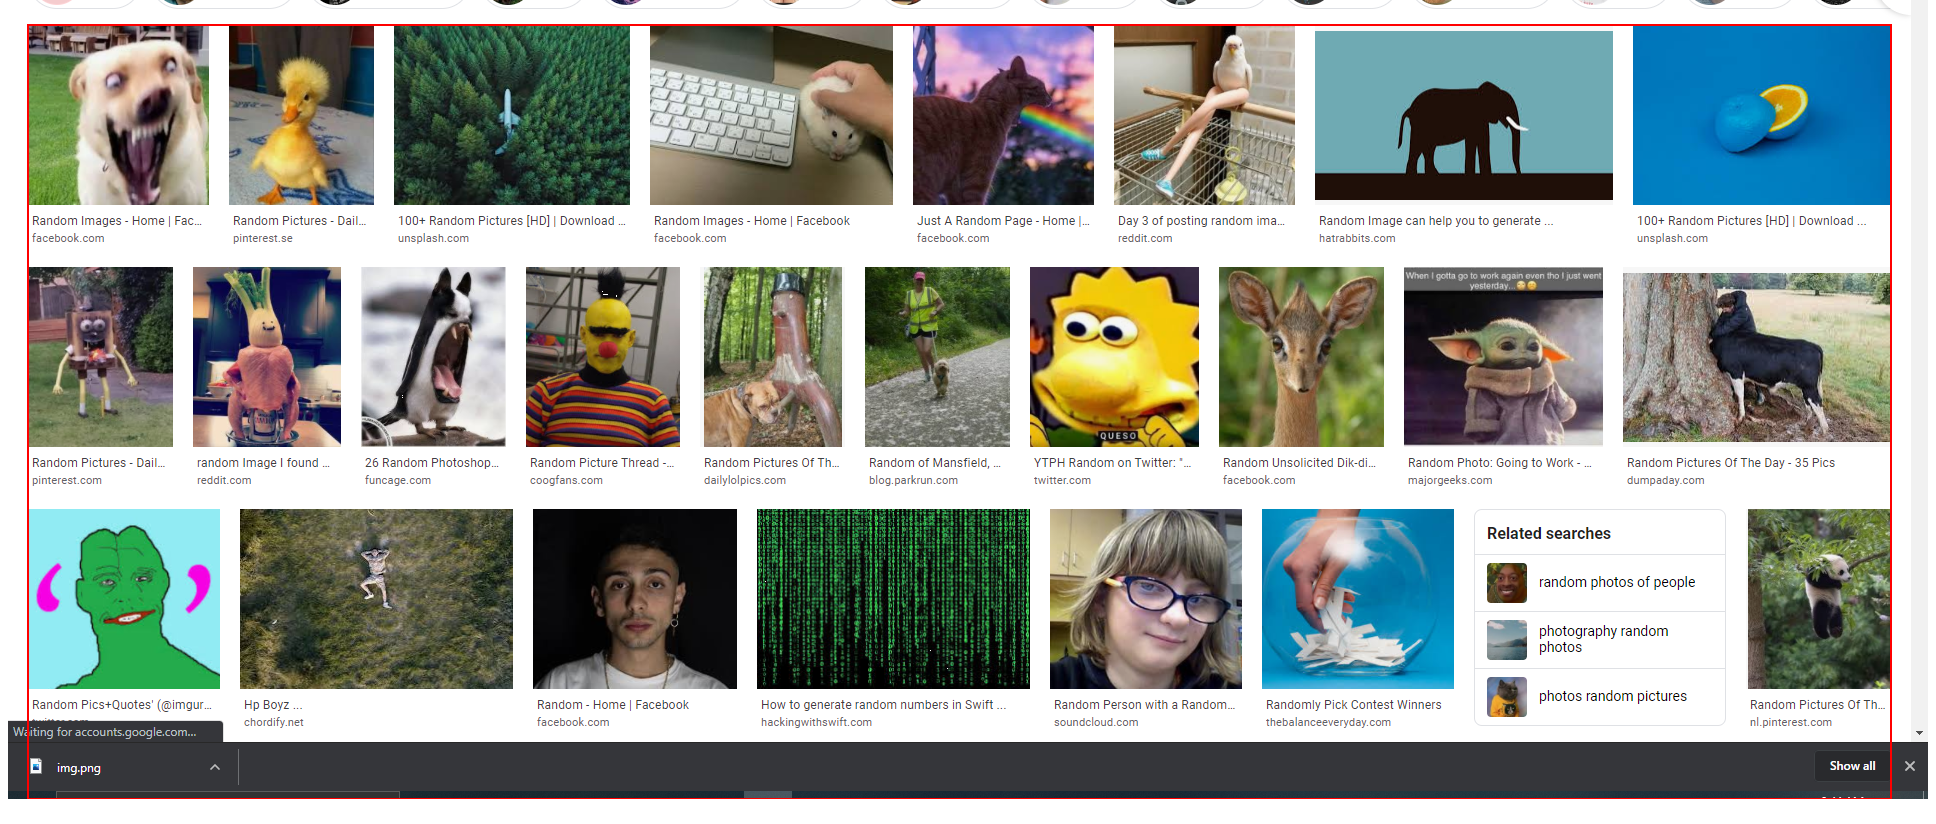 Random Images - Home | Fac...
facebook.com
Random Pictures - Dail...
pinterest.se
100+ Random Pictures [HD] | Download ...
unsplash.com
Random Images - Home | Facebook
facebook.com
Just A Random Page - Home |...
facebook.com
Day 3 of posting random ima...
reddit.com
Random Image can help you to generate ...
hatrabbits.com
100+ Random Pictures [HD] | Download ...
unsplash.com
When I gotta go to work again even tho I just went
yesterday...🙄😕
QUESO
Random Pictures - Dail...
pinterest.com
random Image I found ...
reddit.com
26 Random Photoshop...
funcage.com
Random Picture Thread -...
coogfans.com
Random Pictures Of Th...
dailylolpics.com
Random of Mansfield, ...
blog.parkrun.com
YTPH Random on Twitter: "...
twitter.com
Random Unsolicited Dik-di...
facebook.com
Random Photo: Going to Work - ...
majorgeeks.com
Random Pictures Of The Day - 35 Pics
dumpaday.com
Random Pics+Quotes' (@imgur...
twitter.com
Hp Boyz ...
chordify.net
Random - Home | Facebook
facebook.com
How to generate random numbers in Swift ...
hackingwithswift.com
Random Person with a Random...
soundcloud.com
Randomly Pick Contest Winners
thebalanceeveryday.com
Related searches
random photos of people
photography random
photos
photos random pictures
Random Pictures Of Th...
nl.pinterest.com
Waiting for accounts.google.com...
img.png
Show all